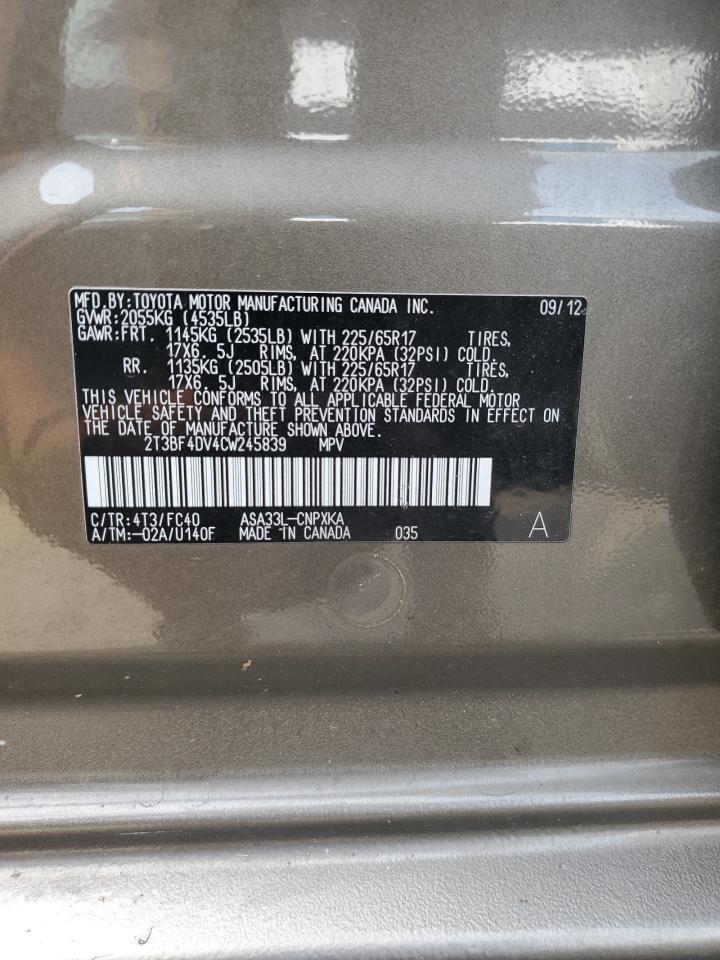 MFD.BY:TOYOTA MOTOR MANUFACTURING CANADA INC. 09/12
GVWR:2055KG (4535LB)
GAWR:FRT. 1145KG (2535LB) WITH 225/65R17 TIRES,
17X6. 5J RIMS, AT 220KPA (32PSI) COLD.
RR. 1135KG (2505LB) WITH 225/65R17 TIRES,
17X6. 5J RIMS, AT 220KPA (32PSI) COLD.
THIS VEHICLE CONFORMS TO ALL APPLICABLE FEDERAL MOTOR
VEHICLE SAFETY AND THEFT PREVENTION STANDARDS IN EFFECT ON
THE DATE OF MANUFACTURE SHOWN ABOVE.
2T3BF4DV4CW245839 MPV
C/TR:4T3/FC40 ASA33L-CNPXKA
A/TM:-02A/U140F MADE IN CANADA 035 A